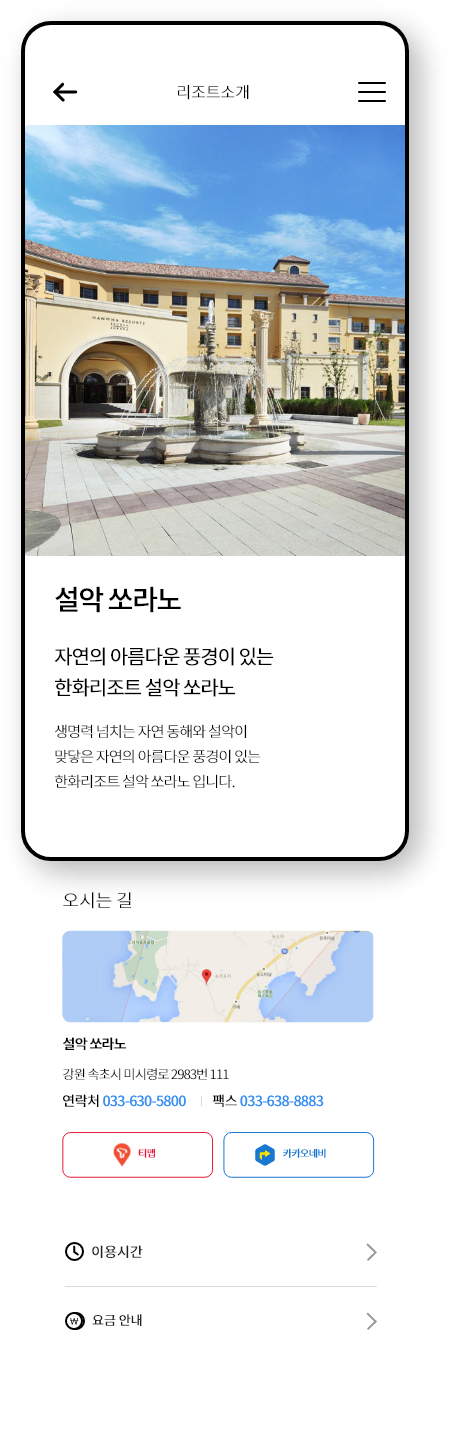 리조트소개
HANWHA RESORTS
설악 쏘라노
자연의 아름다운 풍경이 있는
한화리조트 설악 쏘라노
생명력 넘치는 자연 동해와 설악이
맞닿은 자연의 아름다운 풍경이 있는
한화리조트 설악 쏘라노 입니다.
오시는 길
설악 쏘라노
강원 속초시 미시령로 2983번 111
연락처 033-630-5800 팩스 033-638-8883
티맵 카카오네비
이용시간
요금 안내